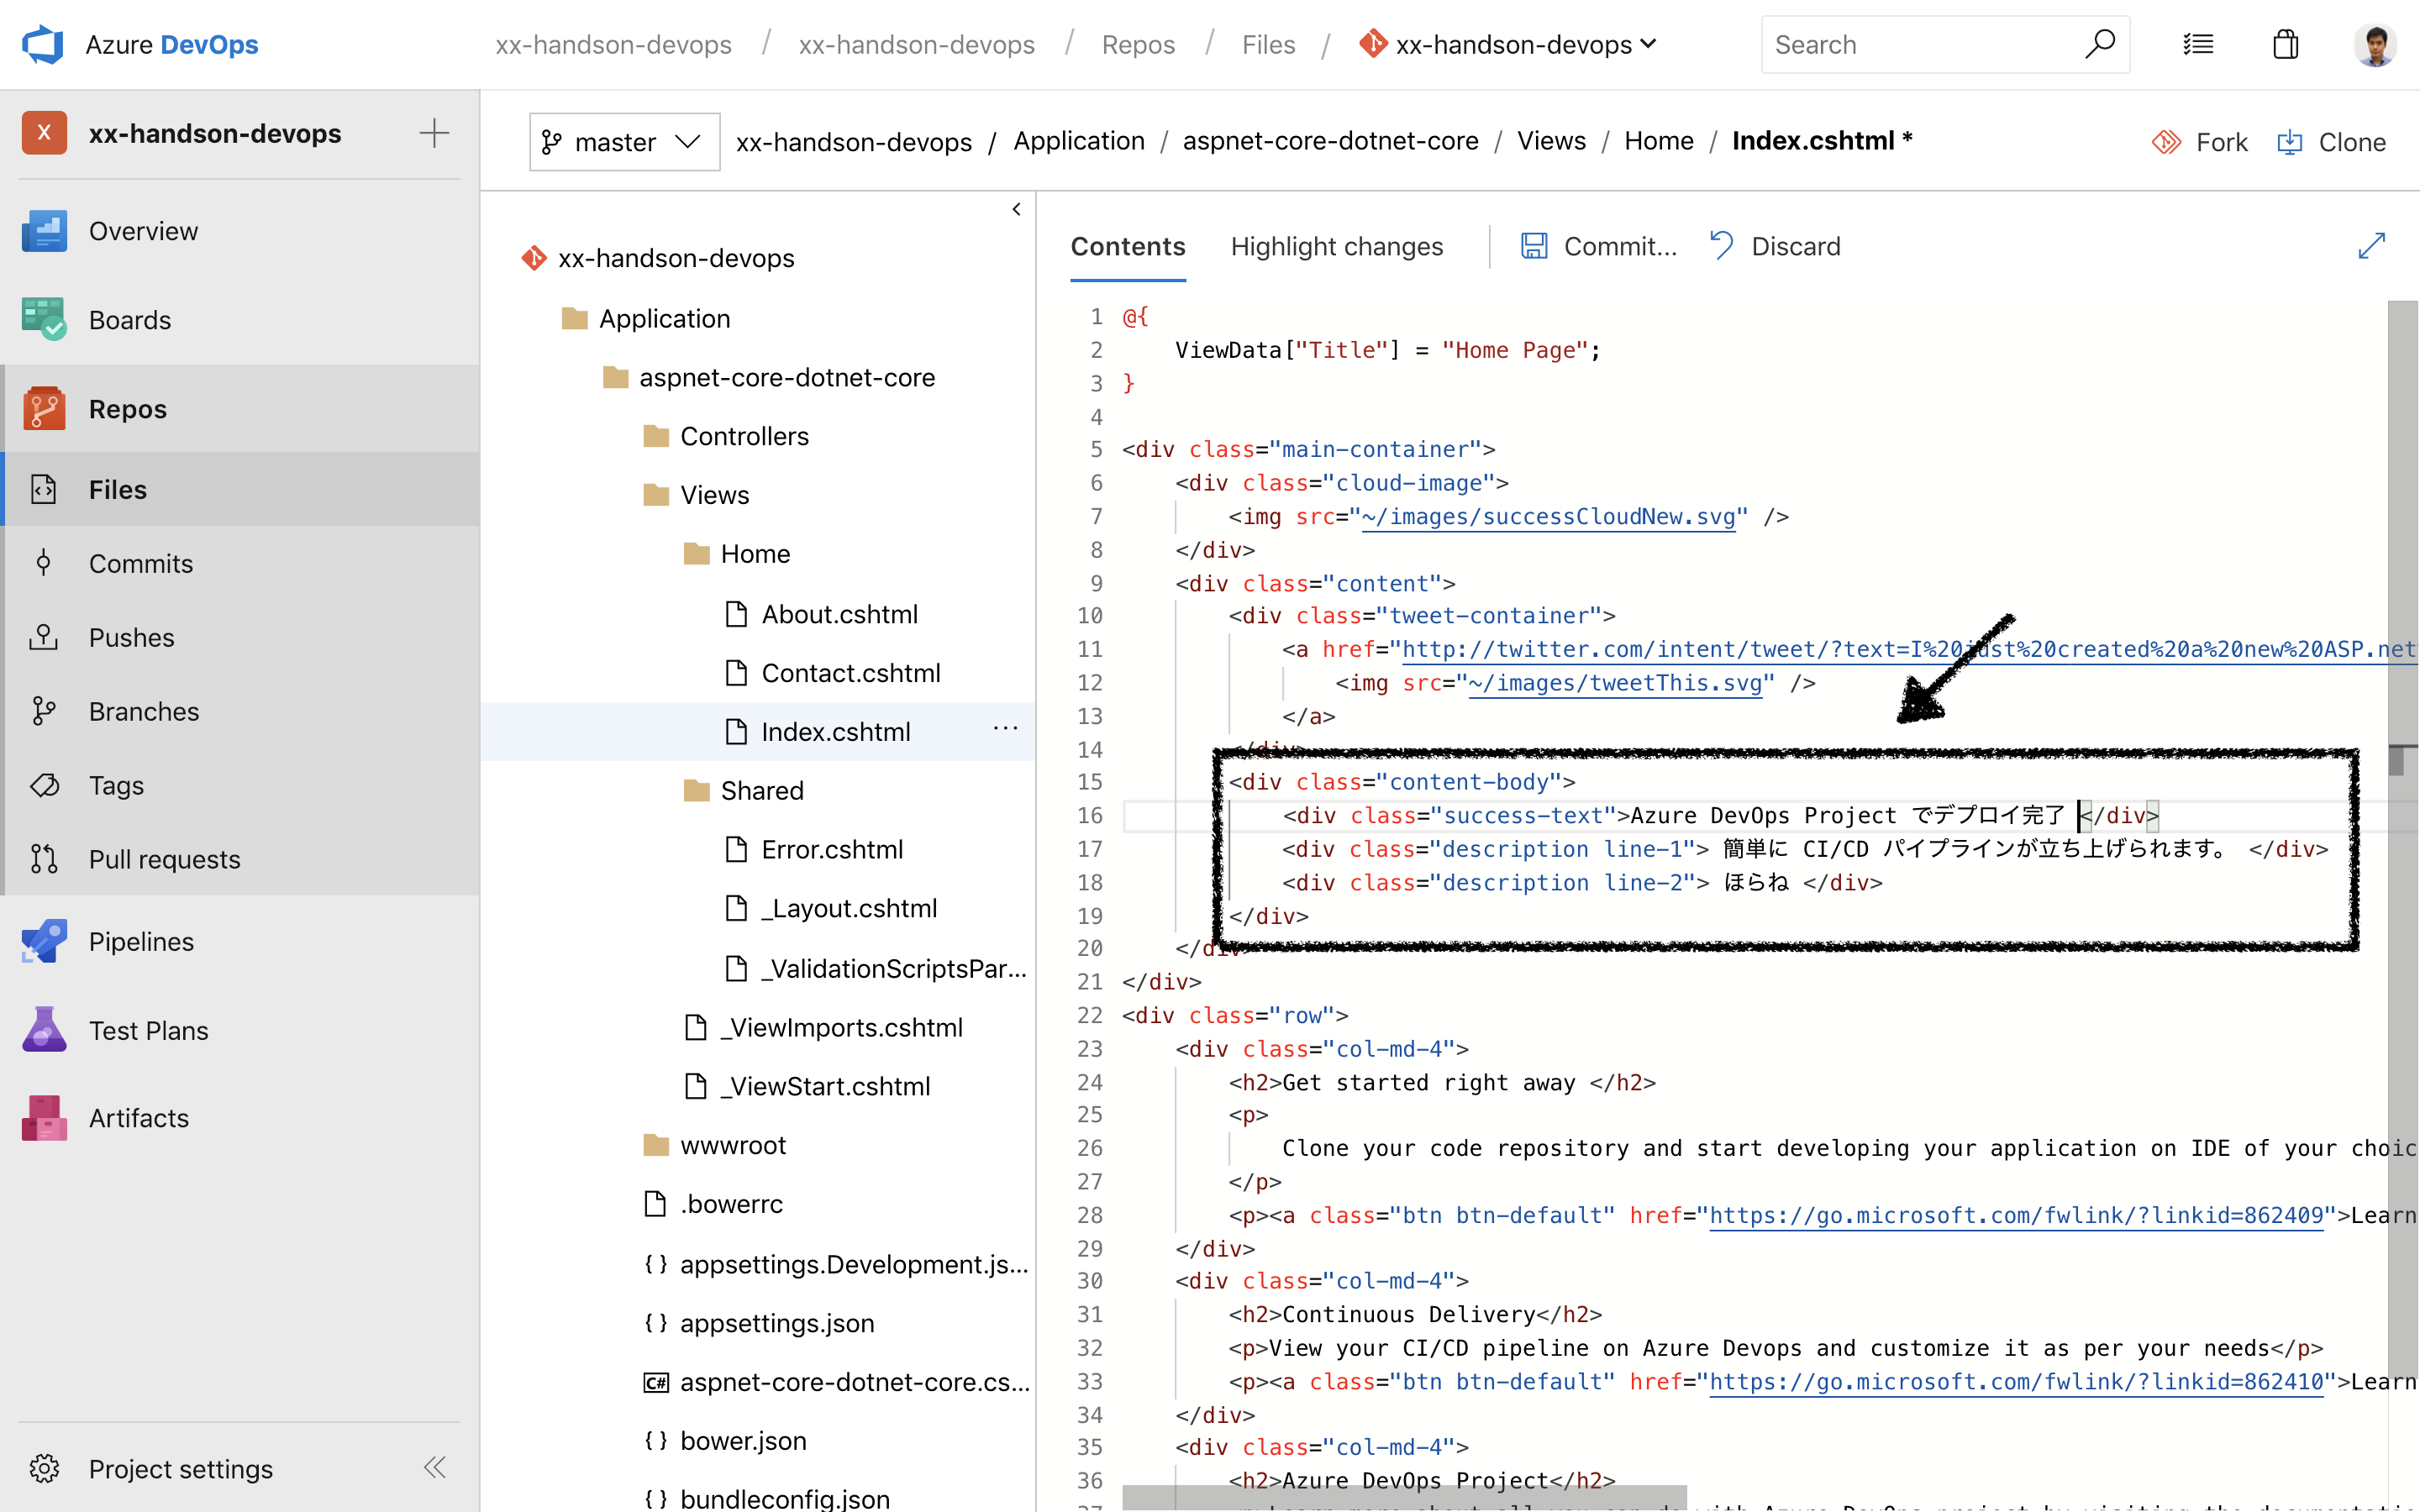 Azure DevOps
xx-handson-devops / xx-handson-devops / Repos / Files / xx-handson-devops
Search
X xx-handson-devops
Overview
Boards
Repos
Files
Commits
Pushes
Branches
Tags
Pull requests
Pipelines
Test Plans
Artifacts
Project settings
master xx-handson-devops / Application / aspnet-core-dotnet-core / Views / Home / Index.cshtml *
Fork Clone
xx-handson-devops
Application
aspnet-core-dotnet-core
Controllers
Views
Home
About.cshtml
Contact.cshtml
Index.cshtml ...
Shared
Error.cshtml
_Layout.cshtml
_ValidationScriptsPar...
_ViewImports.cshtml
_ViewStart.cshtml
wwwroot
.bowerrc
{ } appsettings.Development.js...
{ } appsettings.json
C# aspnet-core-dotnet-core.cs...
{ } bower.json
{ } bundleconfig.json
Contents Highlight changes Commit... Discard
1 @{
2 ViewData["Title"] = "Home Page";
3 }
4
5 <div class="main-container">
6 <div class="cloud-image">
7 <img src="~/images/successCloudNew.svg" />
8 </div>
9 <div class="content">
10 <div class="tweet-container">
11 <a href="http://twitter.com/intent/tweet/?text=I%20just%20created%20a%20new%20ASP.net
12 <img src="~/images/tweetThis.svg" />
13 </a>
14 </div>
15 <div class="content-body">
16 <div class="success-text">Azure DevOps Project でデプロイ完了 </div>
17 <div class="description line-1"> 簡単に CI/CD パイプラインが立ち上げられます。 </div>
18 <div class="description line-2"> ほらね </div>
19 </div>
20 </div>
21 </div>
22 <div class="row">
23 <div class="col-md-4">
24 <h2>Get started right away </h2>
25 <p>
26 Clone your code repository and start developing your application on IDE of your choic
27 </p>
28 <p><a class="btn btn-default" href="https://go.microsoft.com/fwlink/?linkid=862409">Learn
29 </div>
30 <div class="col-md-4">
31 <h2>Continuous Delivery</h2>
32 <p>View your CI/CD pipeline on Azure Devops and customize it as per your needs</p>
33 <p><a class="btn btn-default" href="https://go.microsoft.com/fwlink/?linkid=862410">Learn
34 </div>
35 <div class="col-md-4">
36 <h2>Azure DevOps Project</h2>